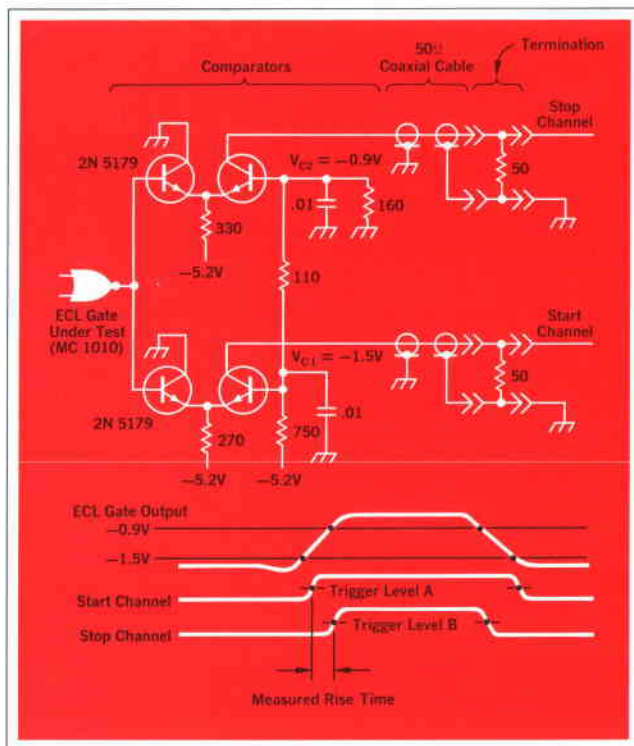 50Ω
Coaxial Cable
Termination
Comparators
Stop
Channel
2N 5179
V_C2 = −0.9V
.01
160
50
330
−5.2V
110
ECL Gate
Under Test
(MC 1010)
Start
Channel
V_C1 = −1.5V
50
2N 5179
270
750
.01
−5.2V
−5.2V
ECL Gate Output
−0.9V
−1.5V
Start Channel
Trigger Level A
Stop Channel
Trigger Level B
Measured Rise Time